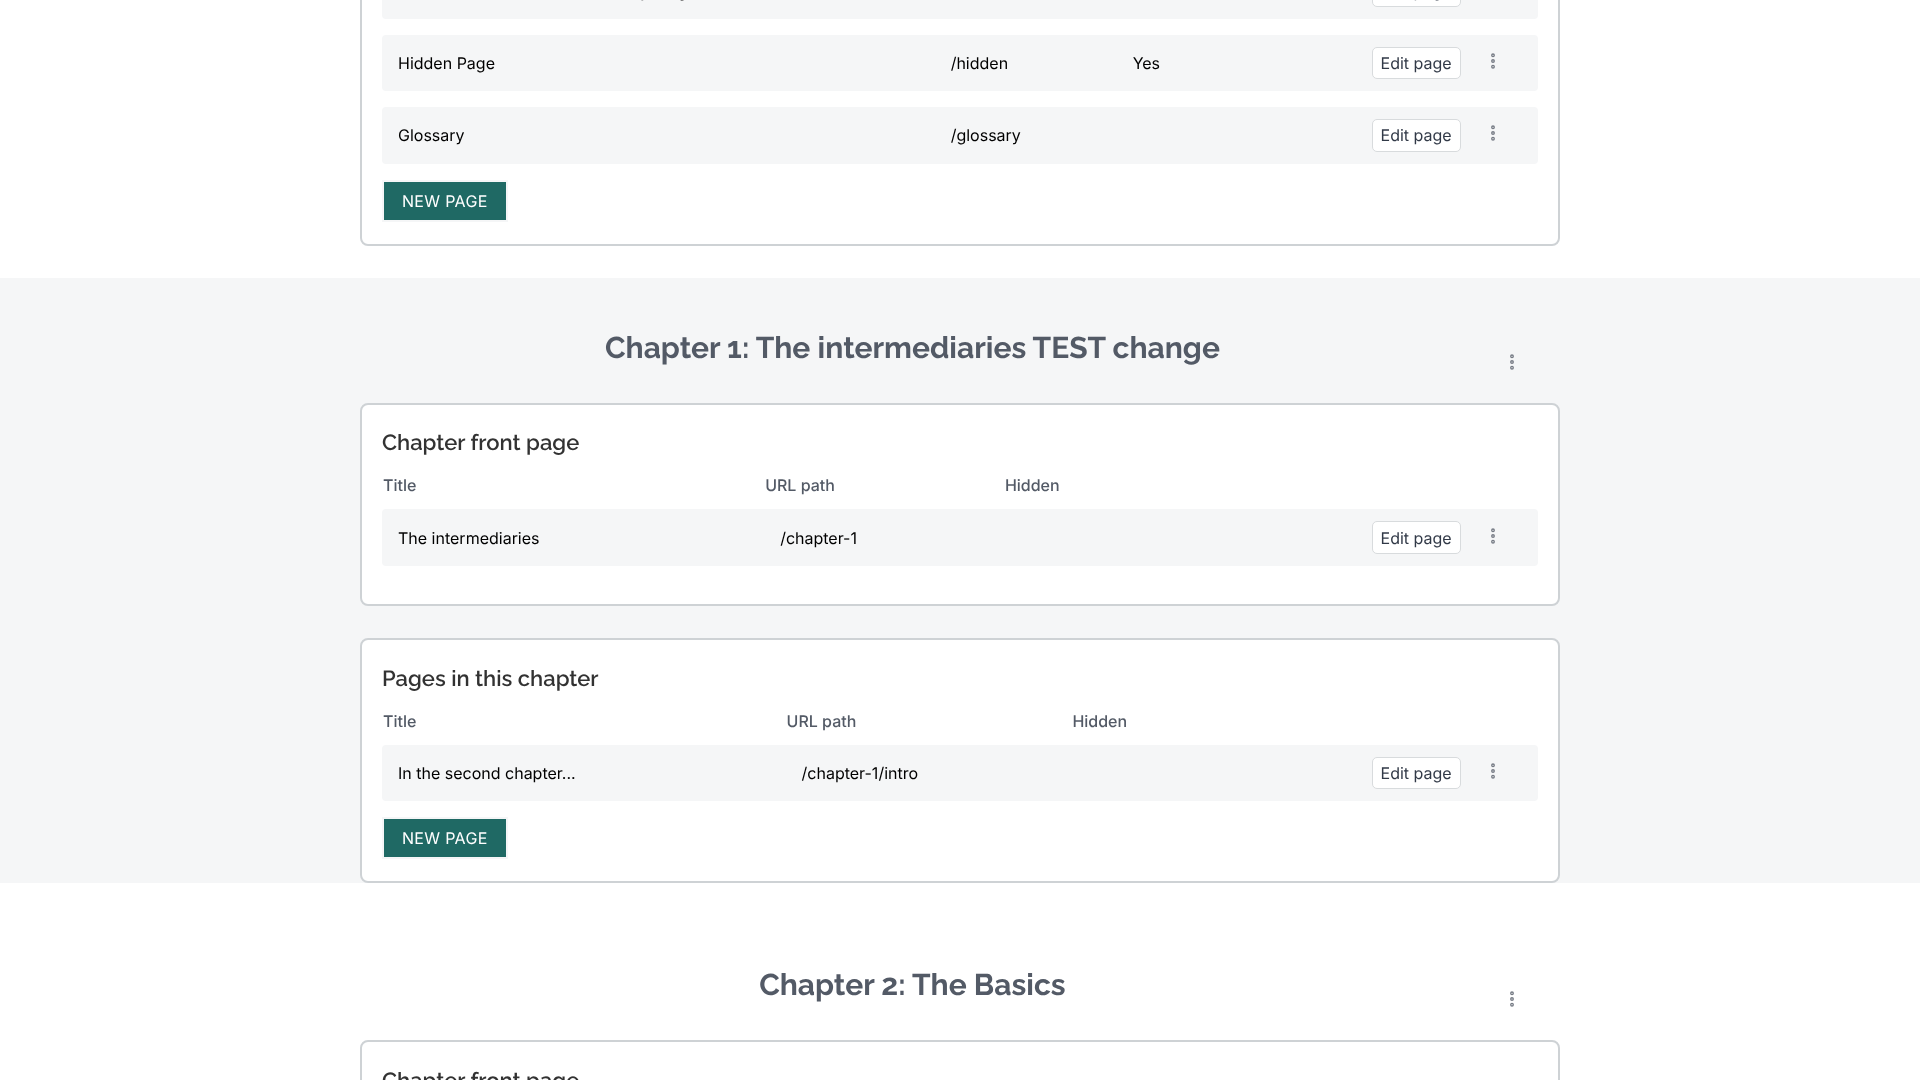 Hidden Page /hidden Yes Edit page
Glossary /glossary Edit page
NEW PAGE
Chapter 1: The intermediaries TEST change
Chapter front page
Title URL path Hidden
The intermediaries /chapter-1 Edit page
Pages in this chapter
Title URL path Hidden
In the second chapter... /chapter-1/intro Edit page
NEW PAGE
Chapter 2: The Basics
Chapter front page